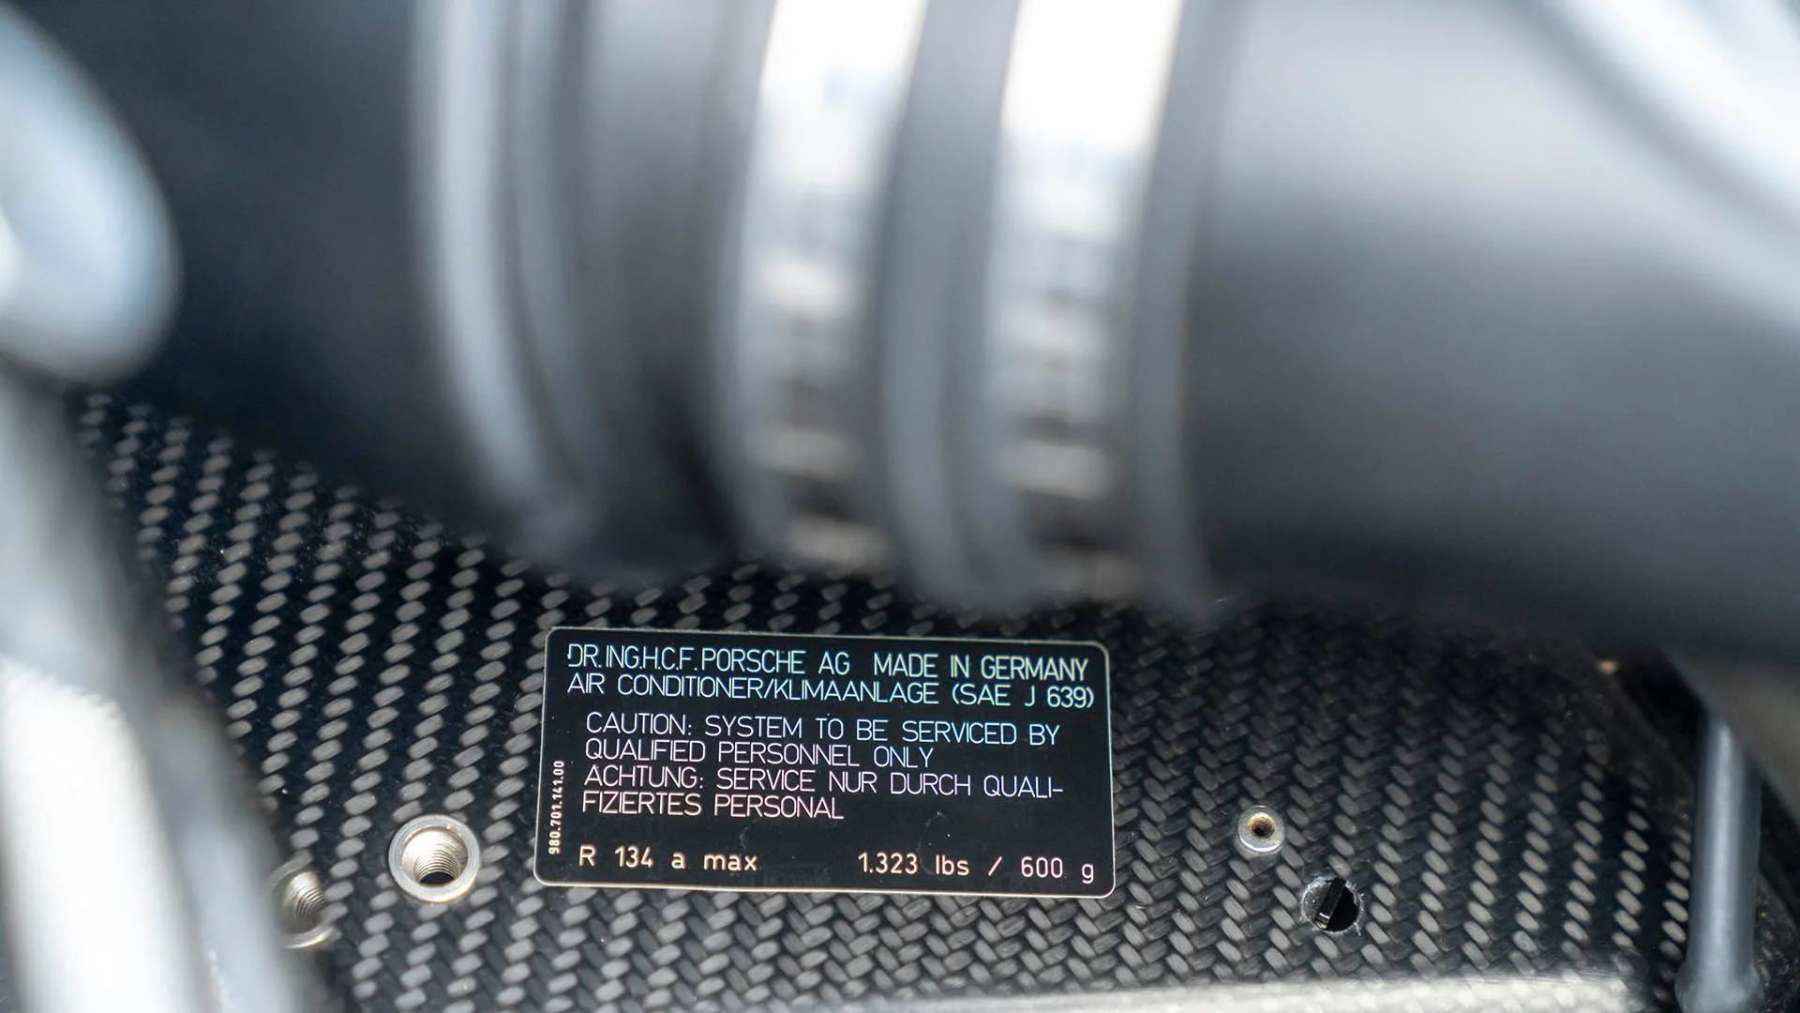 DR.ING.H.C.F.PORSCHE AG MADE IN GERMANY
AIR CONDITIONER/KLIMAANLAGE (SAE J 639)
CAUTION: SYSTEM TO BE SERVICED BY
QUALIFIED PERSONNEL ONLY
ACHTUNG: SERVICE NUR DURCH QUALI-
FIZIERTES PERSONAL
980.701.141.00
R 134 a max 1.323 lbs / 600 g